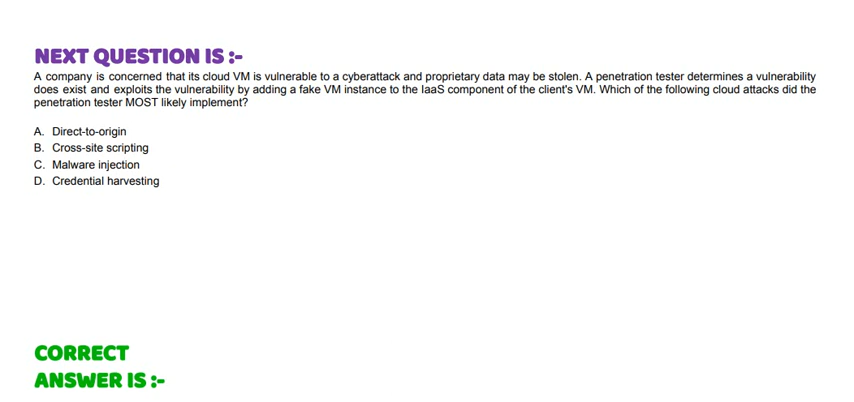 NEXT QUESTION IS :-
A company is concerned that its cloud VM is vulnerable to a cyberattack and proprietary data may be stolen. A penetration tester determines a vulnerability
does exist and exploits the vulnerability by adding a fake VM instance to the IaaS component of the client's VM. Which of the following cloud attacks did the
penetration tester MOST likely implement?
A. Direct-to-origin
B. Cross-site scripting
C. Malware injection
D. Credential harvesting
CORRECT
ANSWER IS :-